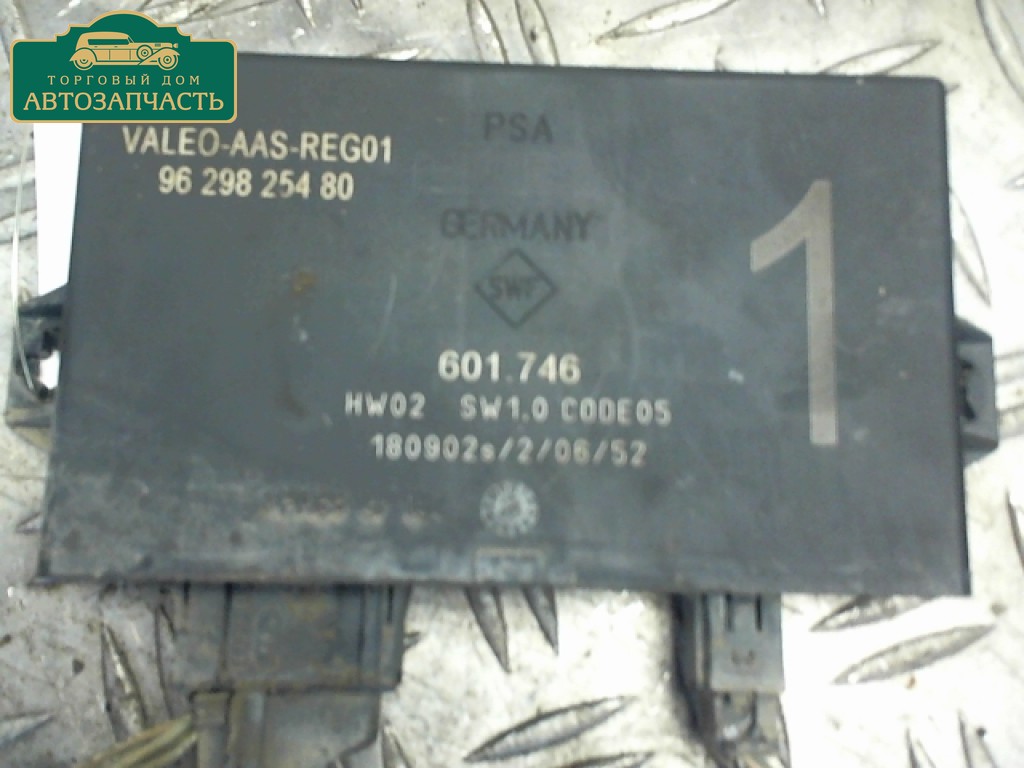 ТОРГОВЫЙ ДОМ
АВТОЗАПЧАСТЬ
PSA
VALEO-AAS-REG01
96 298 254 80
GERMANY
SWF
1
601.746
HW02 SW1.0 CODE05
180902s/2/06/52